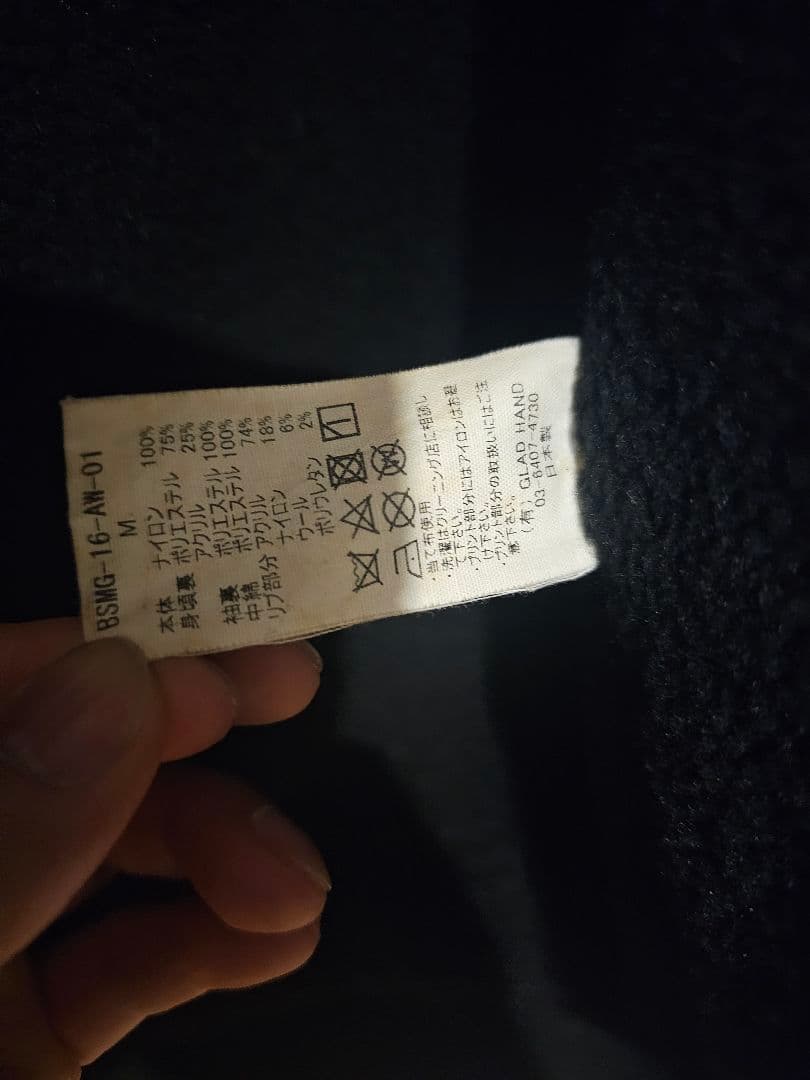 BSMG-16-AW-01
M
本体 ナイロン 100%
身頃裏 ポリエステル 75%
アクリル 25%
袖裏 ポリエステル 100%
中綿 ポリエステル 100%
リブ部分 アクリル 74%
ナイロン 18%
ウール 6%
ポリウレタン 2%
・当て布使用
・洗濯はクリーニング店に相談し
て下さい。
・プリント部分にはアイロンはお避
け下さい。
・プリント部分の取扱いにはご注
意下さい。
(有) GLAD HAND
03-6407-4730
日本製